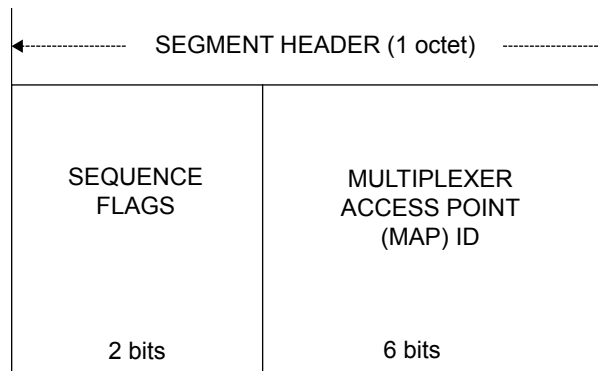 SEGMENT HEADER (1 octet)
SEQUENCE
FLAGS
MULTIPLEXER
ACCESS POINT
(MAP) ID
2 bits
6 bits